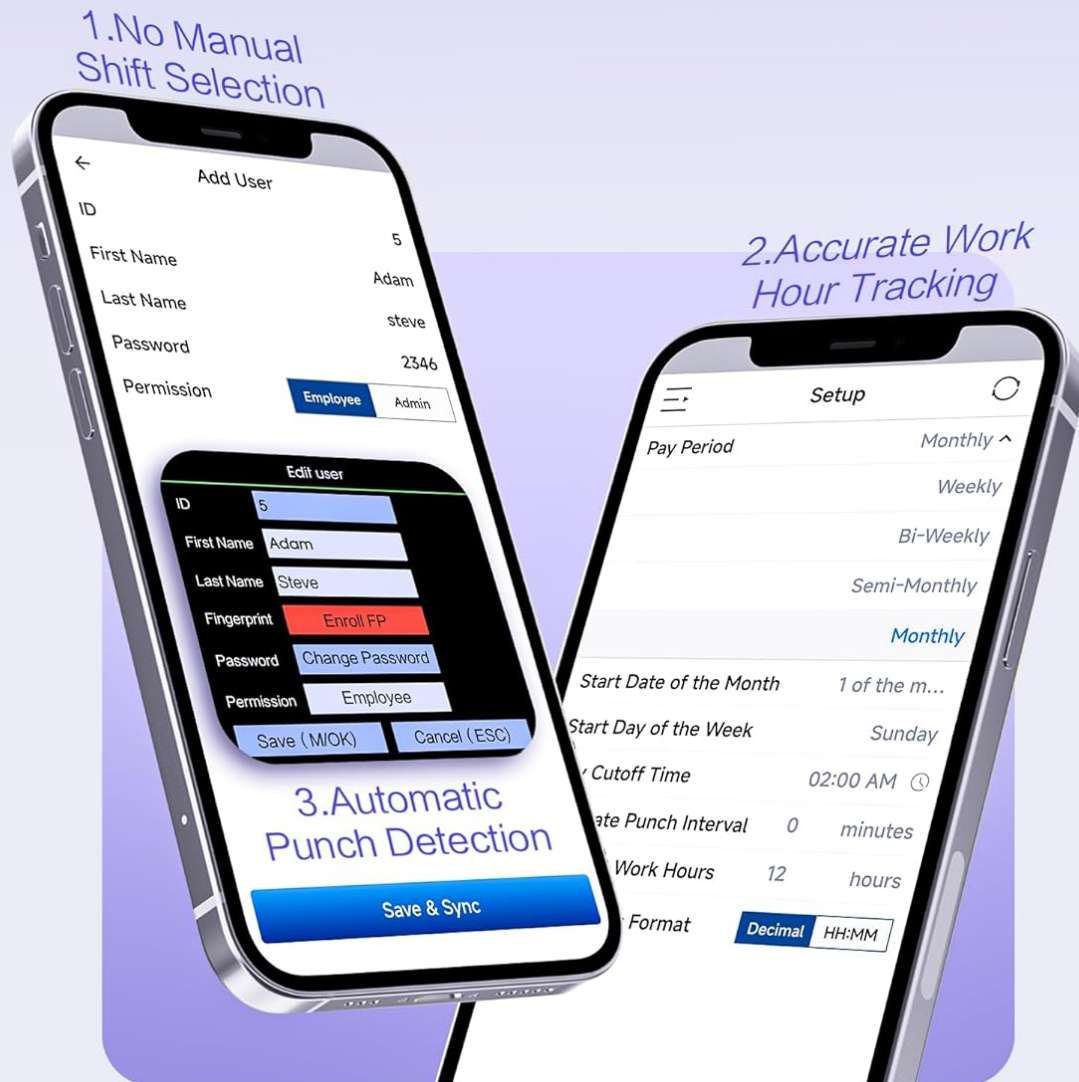 1.No Manual
Shift Selection
Add User
ID
5
First Name
Adam
Last Name
steve
Password
2346
Permission
Employee
Admin
Edit user
ID
5
First Name
Adam
Last Name
Steve
Fingerprint
Enroll FP
Password
Change Password
Permission
Employee
Save ( M/OK)
Cancel ( ESC)
3.Automatic
Punch Detection
Save & Sync
2.Accurate Work
Hour Tracking
Setup
Pay Period
Monthly
Weekly
Bi-Weekly
Semi-Monthly
Monthly
Start Date of the Month
1 of the m...
Start Day of the Week
Sunday
Cutoff Time
02:00 AM
Punch Interval
0
minutes
Work Hours
12
hours
Format
Decimal
HH:MM